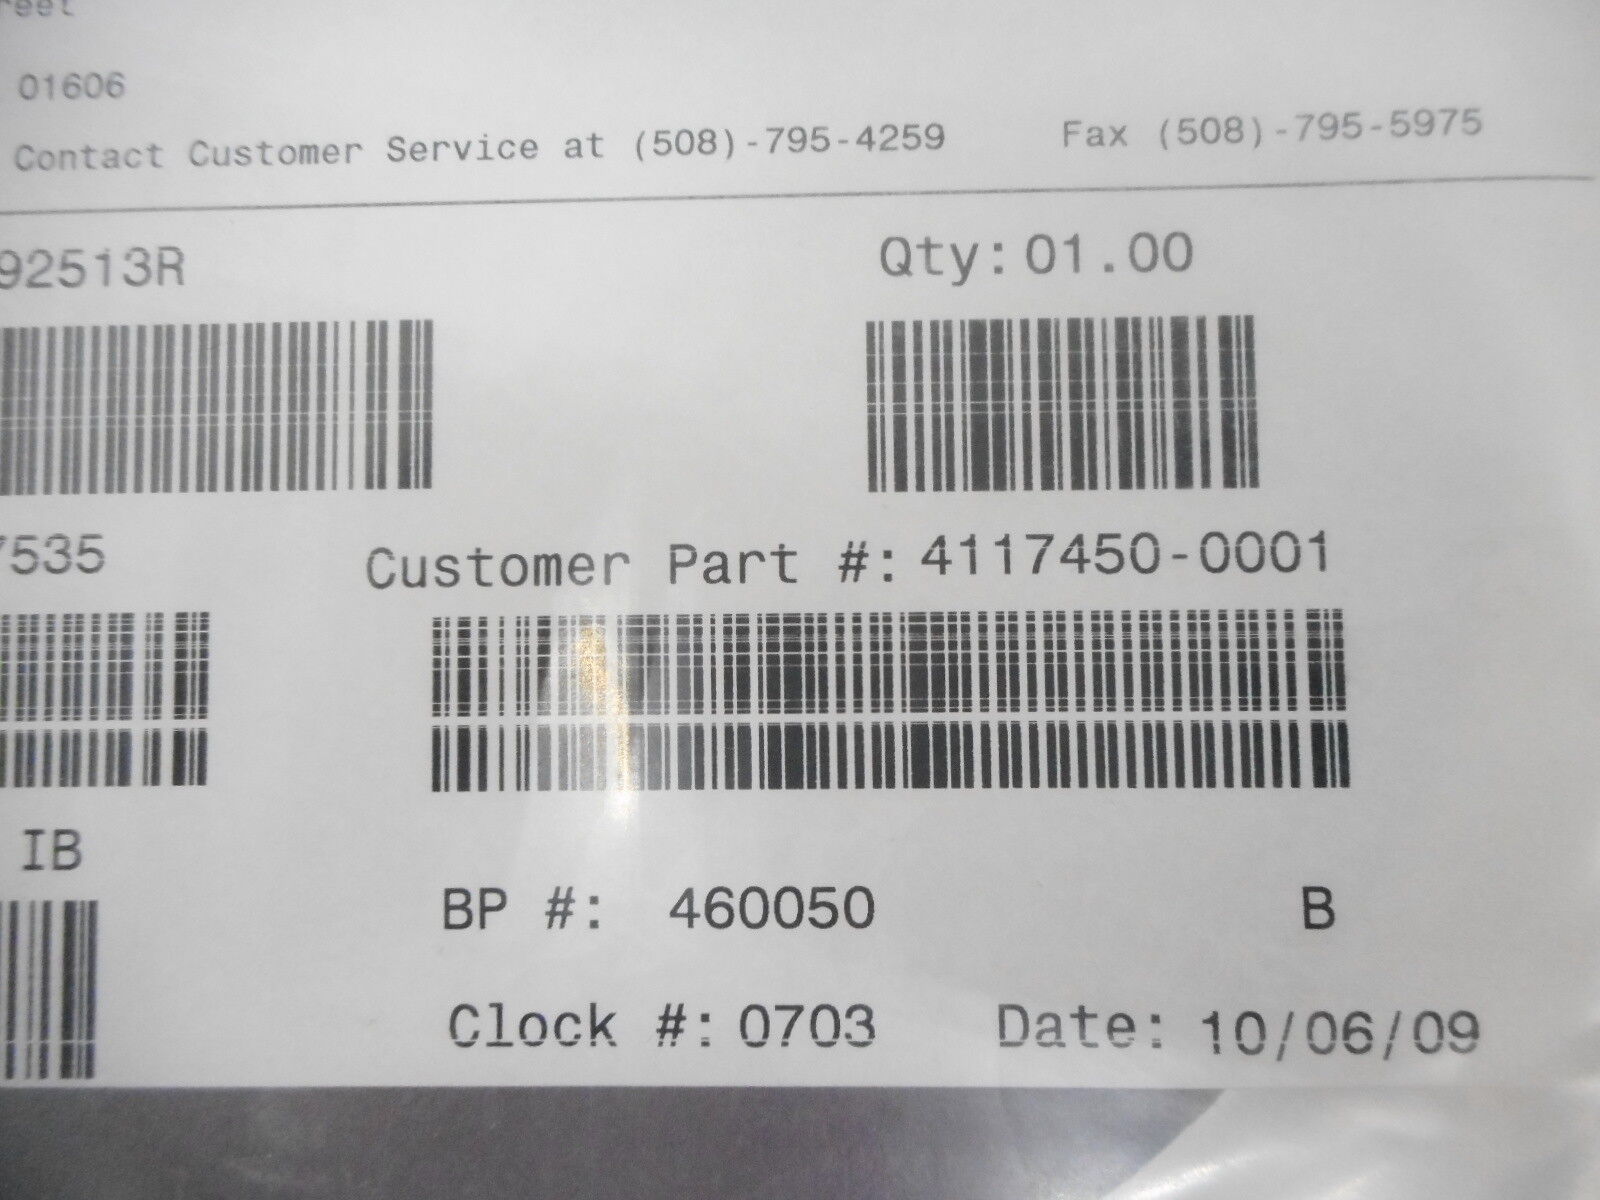 01606
Contact Customer Service at (508)-795-4259 Fax (508)-795-5975
92513R Qty: 01.00
7535 Customer Part #: 4117450-0001
IB
BP #: 460050 B
Clock #: 0703 Date: 10/06/09